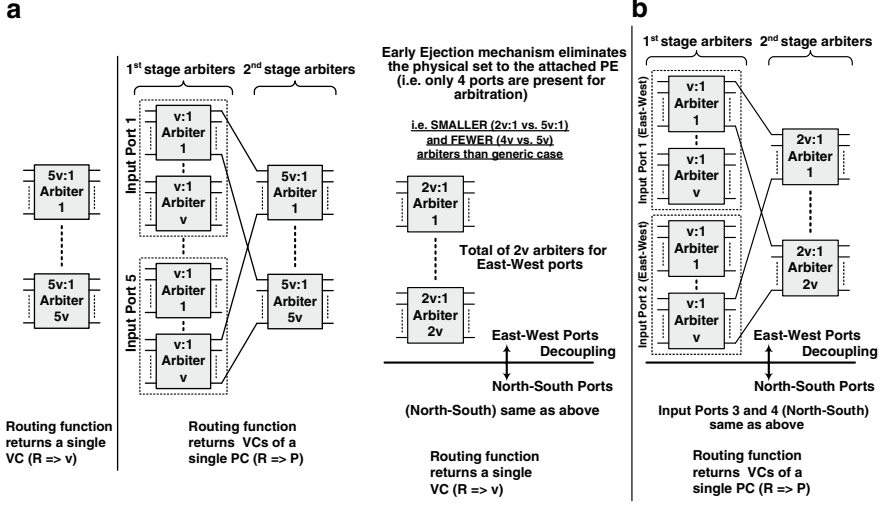 a
5v:1
Arbiter
1
5v:1
Arbiter
5v
Routing function
returns a single
VC (R => v)
1st stage arbiters
2nd stage arbiters
Input Port 1
v:1
Arbiter
1
v:1
Arbiter
v
Input Port 5
v:1
Arbiter
1
v:1
Arbiter
v
5v:1
Arbiter
1
5v:1
Arbiter
5v
Routing function
returns VCs of a
single PC (R => P)
Early Ejection mechanism eliminates
the physical set to the attached PE
(i.e. only 4 ports are present for
arbitration)
i.e. SMALLER (2v:1 vs. 5v:1)
and FEWER (4v vs. 5v)
arbiters than generic case
2v:1
Arbiter
1
Total of 2v arbiters for
East-West ports
2v:1
Arbiter
2v
East-West Ports
Decoupling
North-South Ports
(North-South) same as above
Routing function
returns a single
VC (R => v)
b
1st stage arbiters
2nd stage arbiters
Input Port 1 (East-West)
v:1
Arbiter
1
v:1
Arbiter
v
Input Port 2 (East-West)
v:1
Arbiter
1
v:1
Arbiter
v
2v:1
Arbiter
1
2v:1
Arbiter
2v
East-West Ports
Decoupling
North-South Ports
Input Ports 3 and 4 (North-South)
same as above
Routing function
returns VCs of a
single PC (R => P)